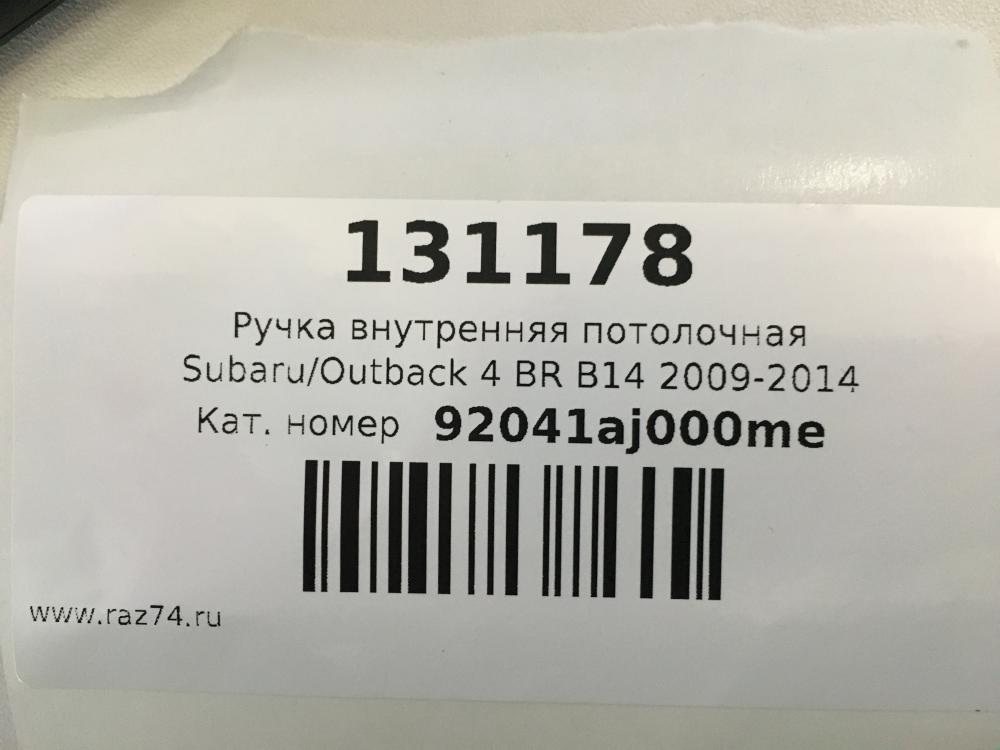 131178
Ручка внутренняя потолочная
Subaru/Outback 4 BR B14 2009-2014
Кат. номер 92041aj000me
www.raz74.ru